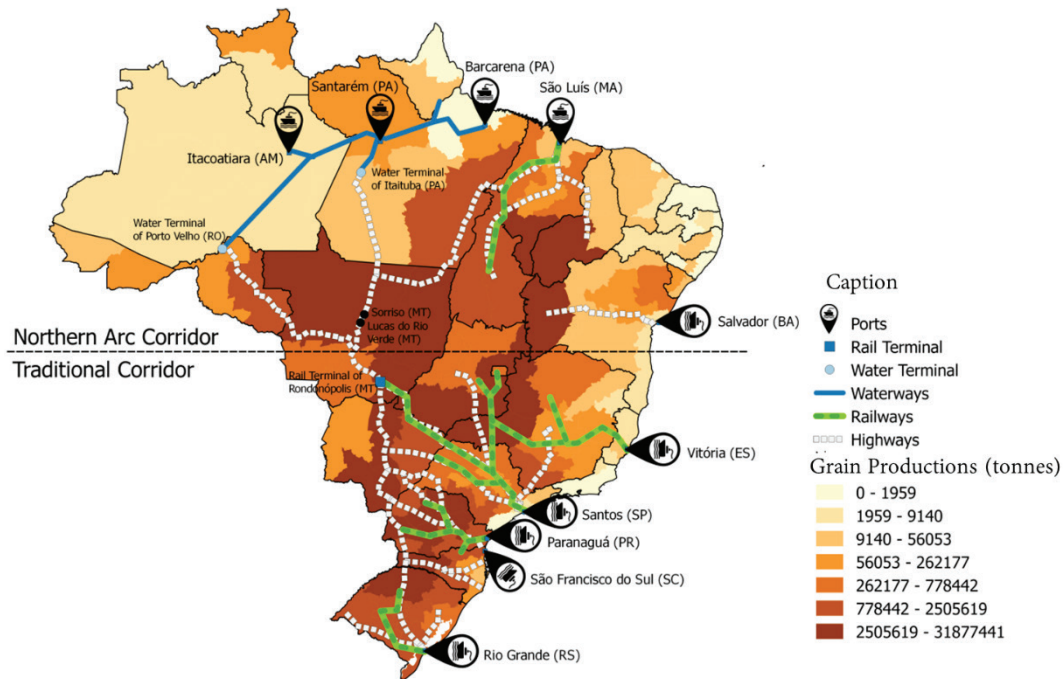 Barcarena (PA)
Santarém (PA)
São Luís (MA)
Itacoatiara (AM)
Water Terminal
of Itaituba (PA)
Water Terminal
of Porto Velho (RO)
Sorriso (MT)
Lucas do Rio
Verde (MT)
Salvador (BA)
Northern Arc Corridor
Traditional Corridor
Rail Terminal of
Rondonópolis (MT)
Vitória (ES)
Santos (SP)
Paranaguá (PR)
São Francisco do Sul (SC)
Rio Grande (RS)
Caption
Ports
Rail Terminal
Water Terminal
Waterways
Railways
Highways
Grain Productions (tonnes)
0 - 1959
1959 - 9140
9140 - 56053
56053 - 262177
262177 - 778442
778442 - 2505619
2505619 - 31877441